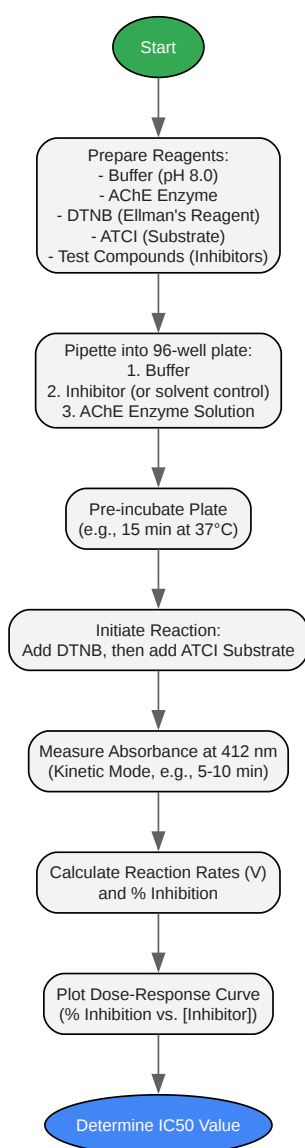 Start
Prepare Reagents:
- Buffer (pH 8.0)
- AChE Enzyme
- DTNB (Ellman's Reagent)
- ATCI (Substrate)
- Test Compounds (Inhibitors)
Pipette into 96-well plate:
1. Buffer
2. Inhibitor (or solvent control)
3. AChE Enzyme Solution
Pre-incubate Plate
(e.g., 15 min at 37°C)
Initiate Reaction:
Add DTNB, then add ATCI Substrate
Measure Absorbance at 412 nm
(Kinetic Mode, e.g., 5-10 min)
Calculate Reaction Rates (V)
and % Inhibition
Plot Dose-Response Curve
(% Inhibition vs. [Inhibitor])
Determine IC50 Value